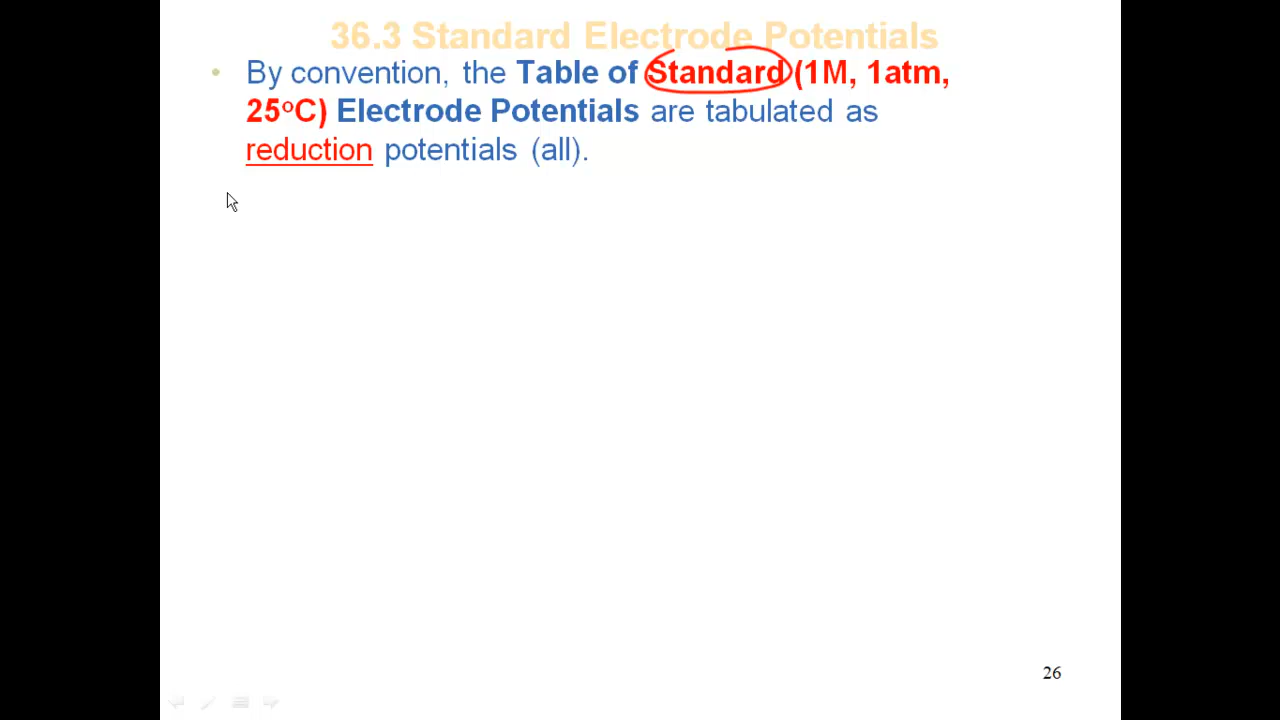 36.3 Standard Electrode Potentials
• By convention, the Table of Standard (1M, 1atm,
25°C) Electrode Potentials are tabulated as
reduction potentials (all).
26